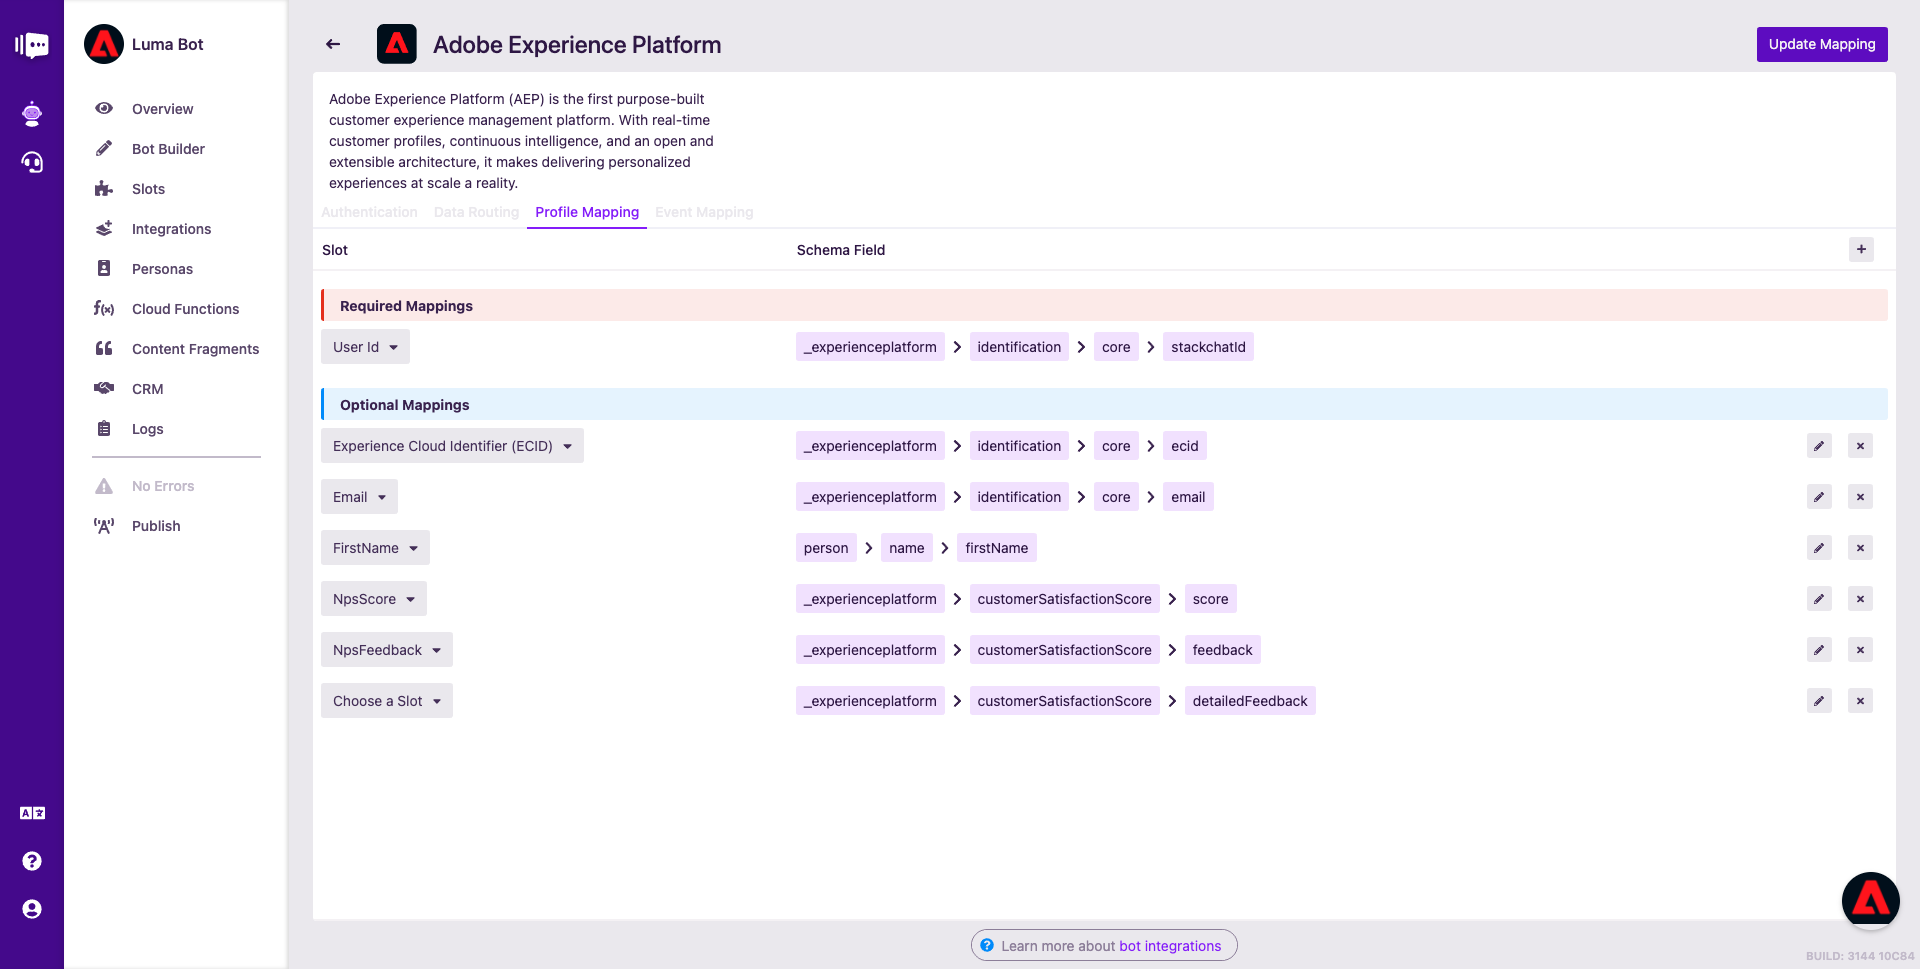 Luma Bot
Overview
Bot Builder
Slots
Integrations
Personas
Cloud Functions
Content Fragments
CRM
Logs
No Errors
Publish
Adobe Experience Platform
Update Mapping
Adobe Experience Platform (AEP) is the first purpose-built
customer experience management platform. With real-time
customer profiles, continuous intelligence, and an open and
extensible architecture, it makes delivering personalized
experiences at scale a reality.
Authentication Data Routing Profile Mapping Event Mapping
Slot Schema Field
Required Mappings
User Id _experienceplatform identification core stackchatId
Optional Mappings
Experience Cloud Identifier (ECID) _experienceplatform identification core ecid
Email _experienceplatform identification core email
FirstName person name firstName
NpsScore _experienceplatform customerSatisfactionScore score
NpsFeedback _experienceplatform customerSatisfactionScore feedback
Choose a Slot _experienceplatform customerSatisfactionScore detailedFeedback
Learn more about bot integrations
BUILD: 3144 10C84